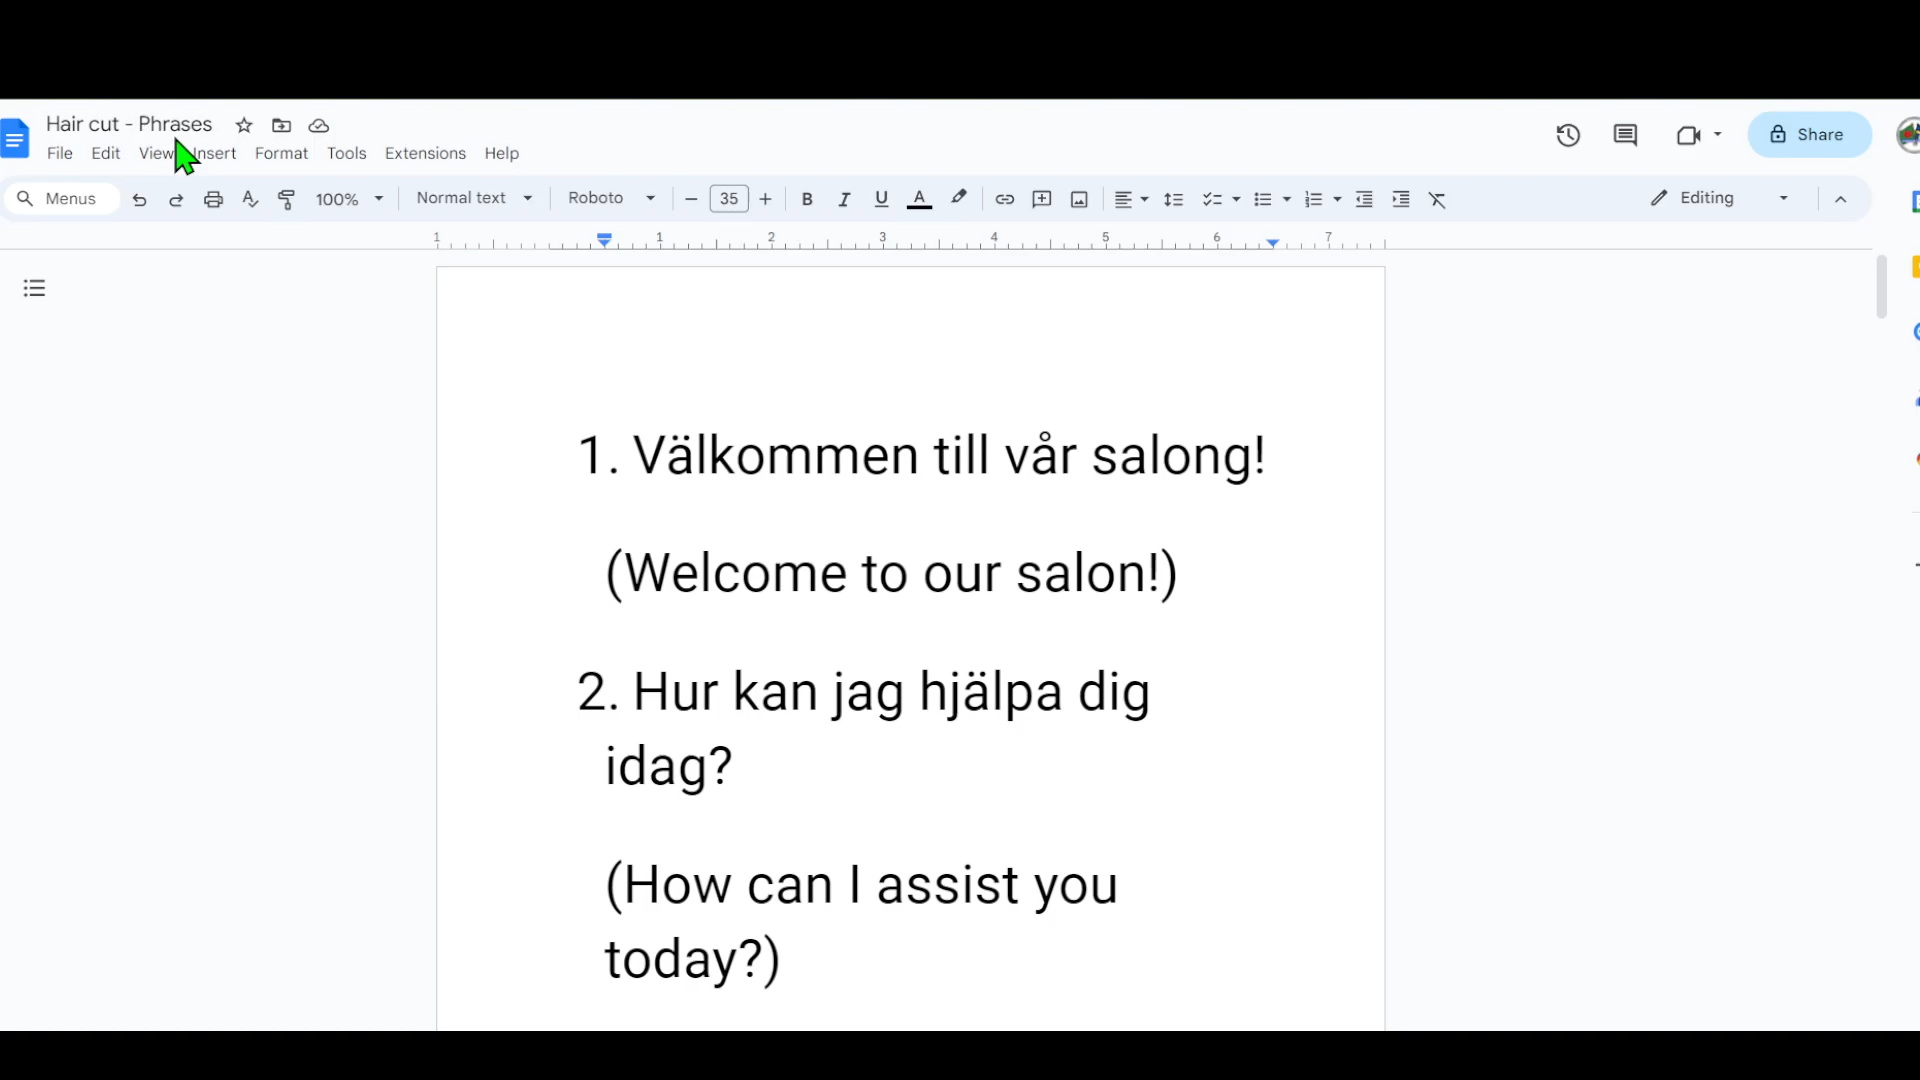 Hair cut - Phrases
File Edit View Insert Format Tools Extensions Help
Share
Menus 100% Normal text Roboto 35 B I U A Editing
1 1 2 3 4 5 6 7
1. Välkommen till vår salong!
(Welcome to our salon!)
2. Hur kan jag hjälpa dig
idag?
(How can I assist you
today?)